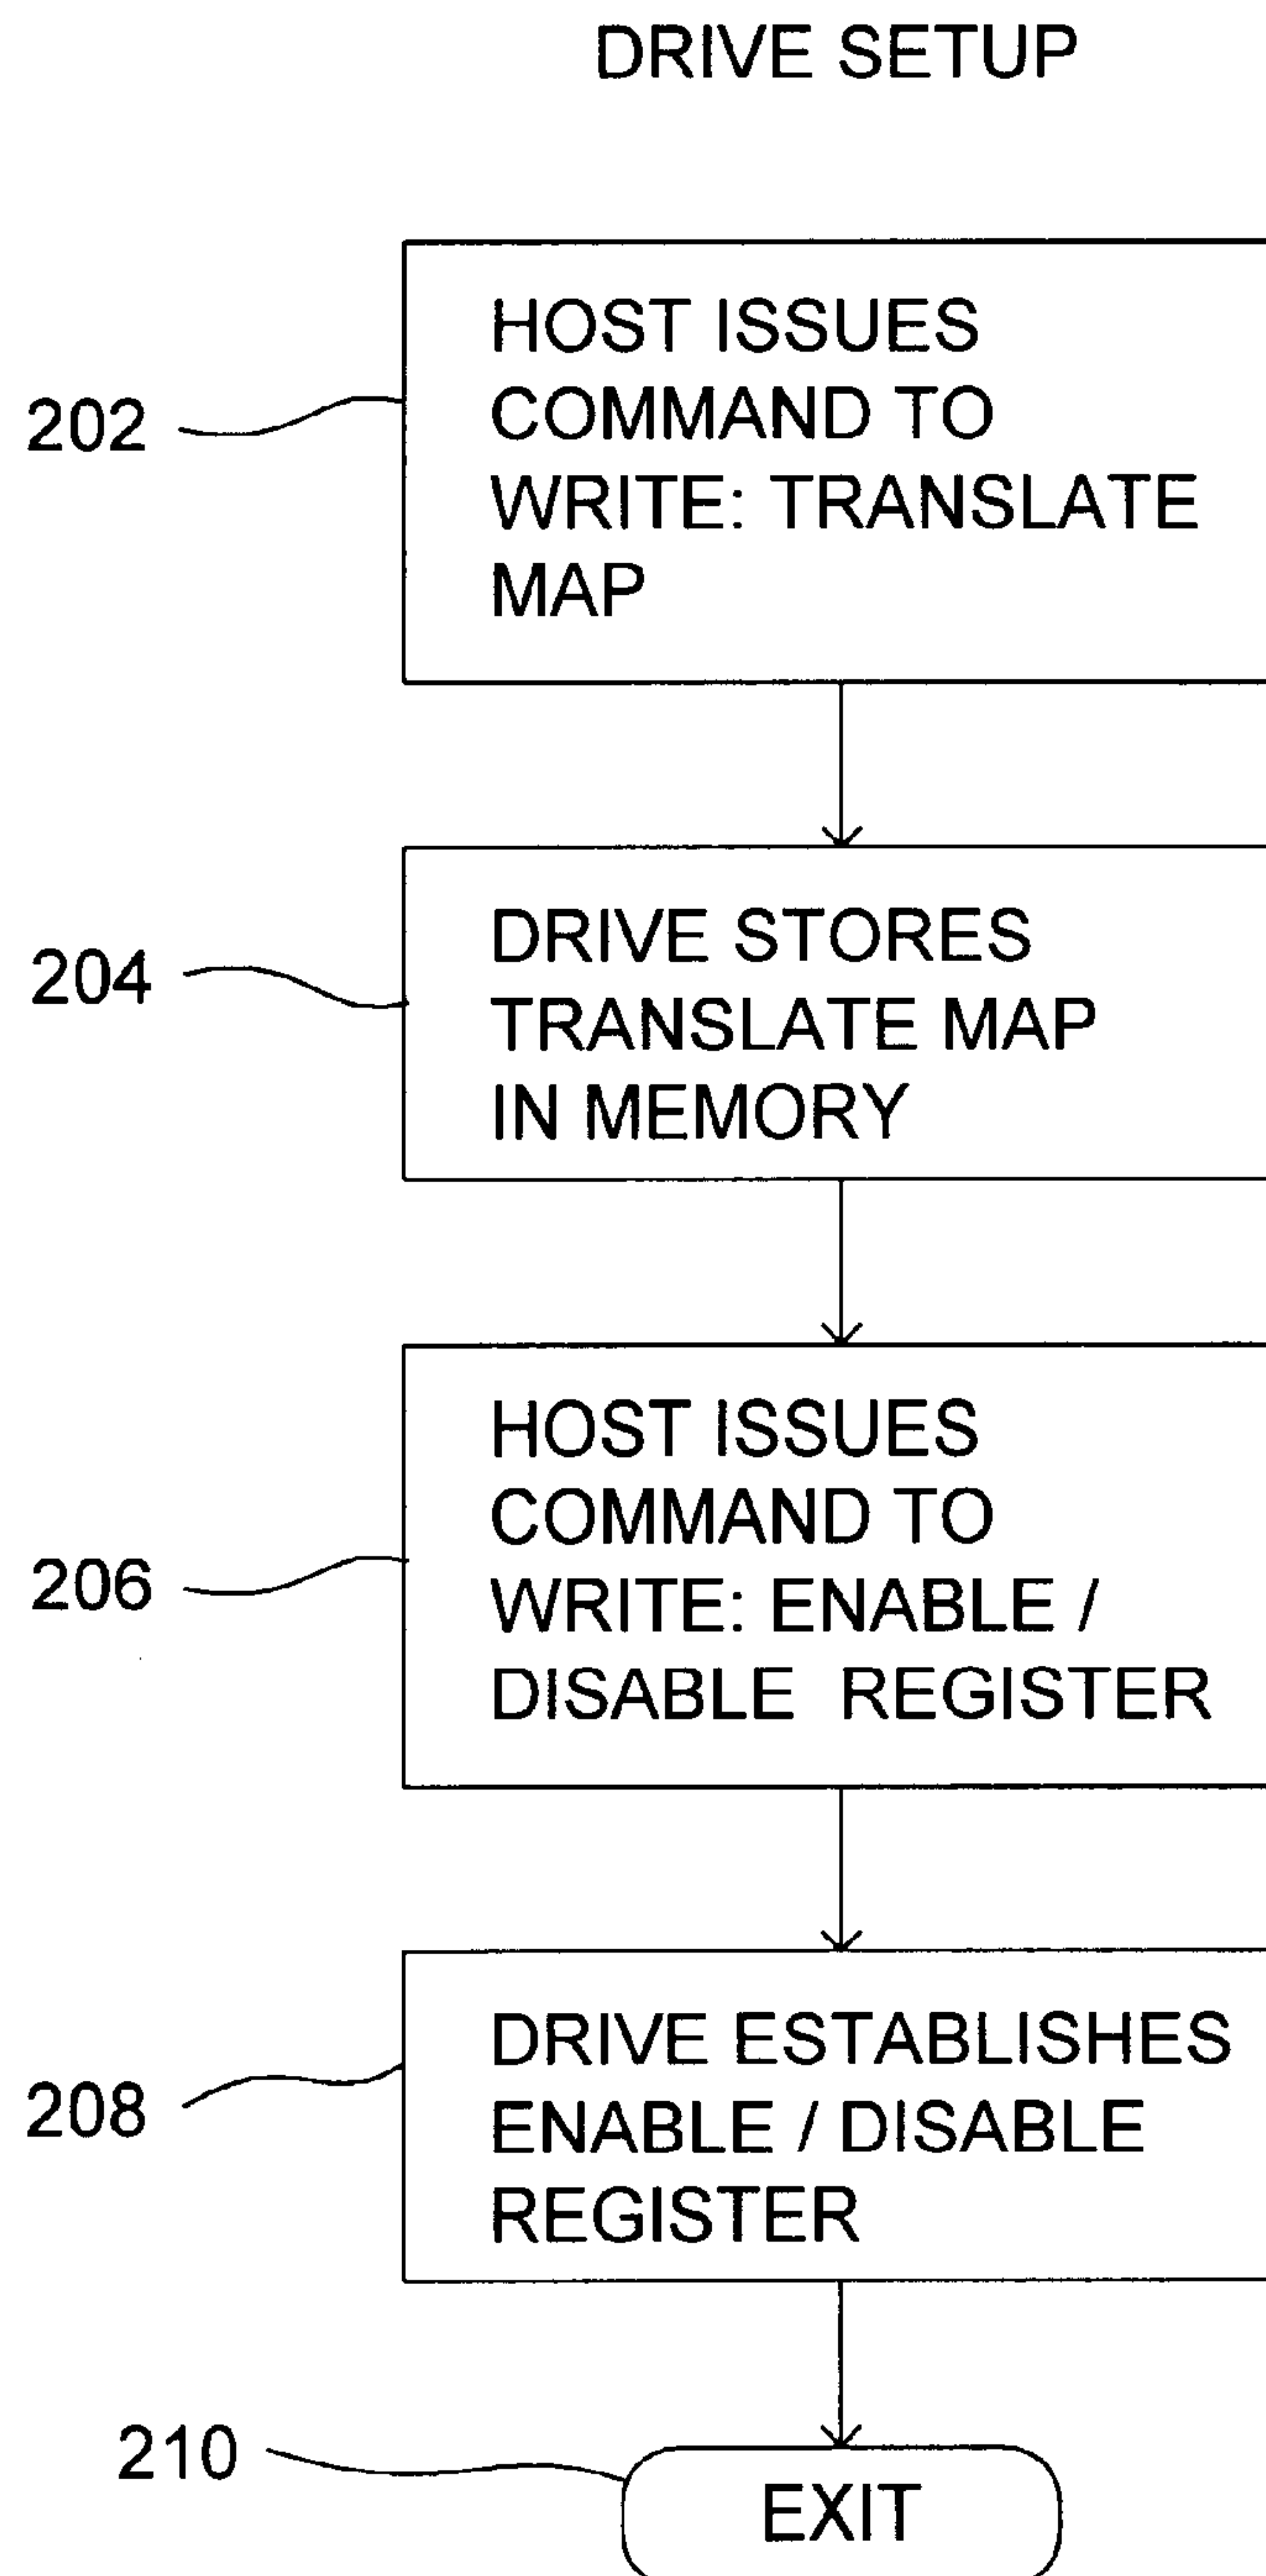 DRIVE SETUP
202
HOST ISSUES
COMMAND TO
WRITE: TRANSLATE
MAP
204
DRIVE STORES
TRANSLATE MAP
IN MEMORY
206
HOST ISSUES
COMMAND TO
WRITE: ENABLE /
DISABLE REGISTER
208
DRIVE ESTABLISHES
ENABLE / DISABLE
REGISTER
210
EXIT